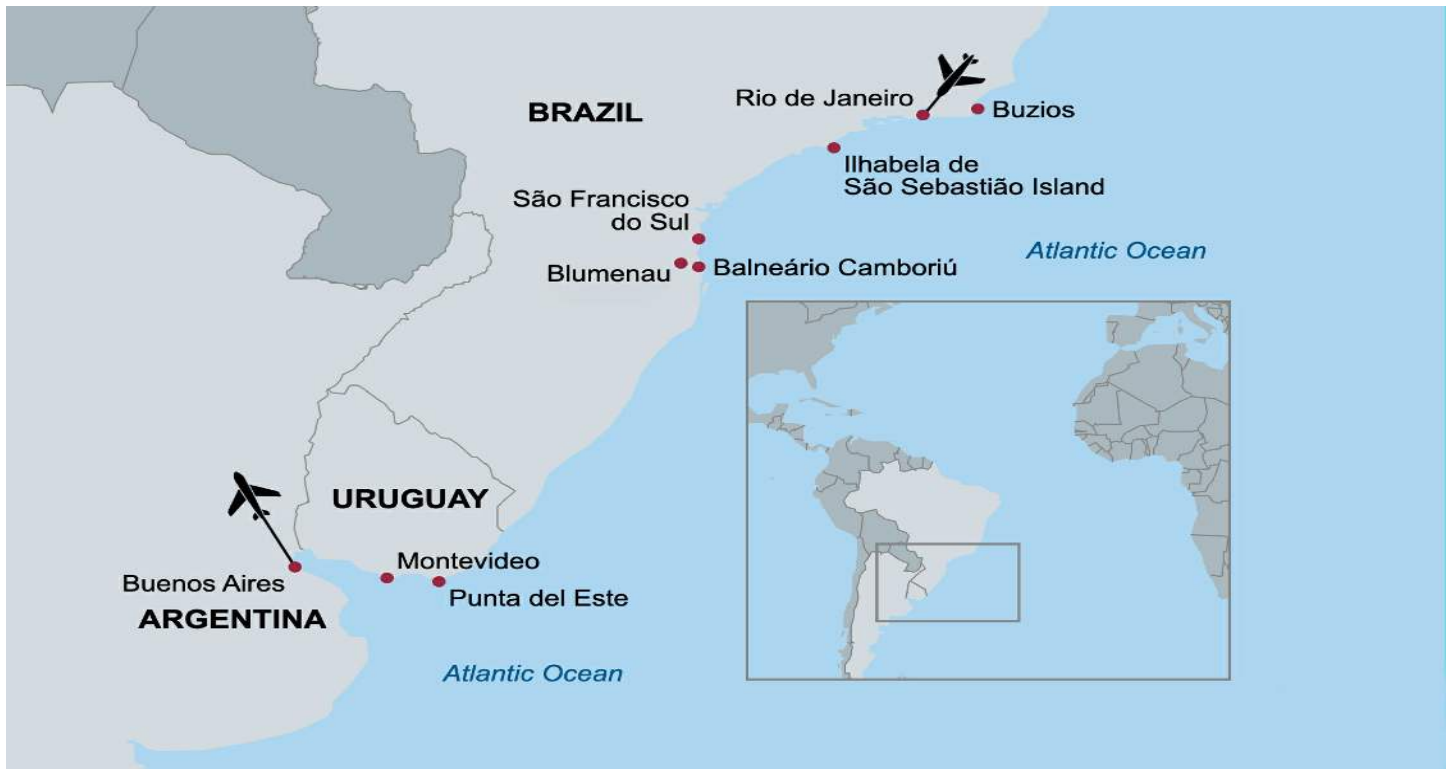 BRAZIL
Rio de Janeiro
Buzios
Ilhabela de
São Sebastião Island
São Francisco
do Sul
Atlantic Ocean
Blumenau
Balneário Camboriú
URUGUAY
Montevideo
Buenos Aires
Punta del Este
ARGENTINA
Atlantic Ocean